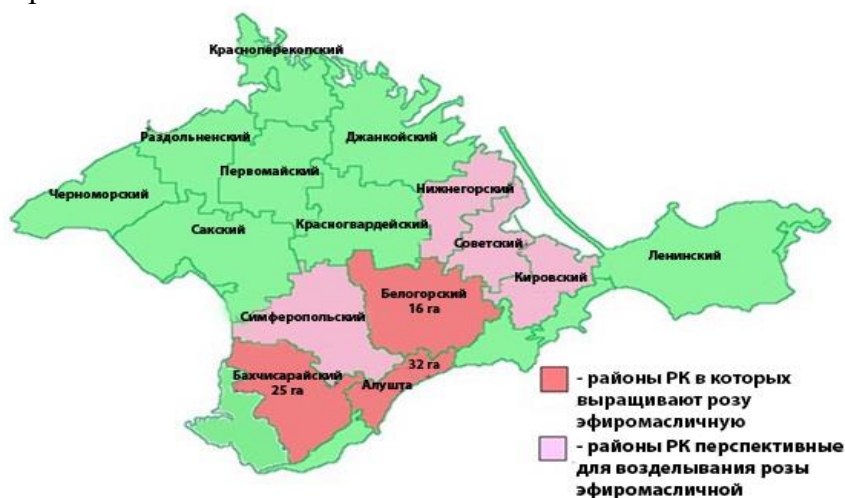 Красноперекопский
Раздольненский
Джанкойский
Первомайский
Черноморский
Нижнегорский
Сакский
Красногвардейский
Советский
Ленинский
Кировский
Белогорский
16 га
Симферопольский
32 га
Бахчисарайский
25 га
Алушта
- районы РК в которых
выращивают розу
эфиромасличную
- районы РК перспективные
для возделывания розы
эфиромасличной